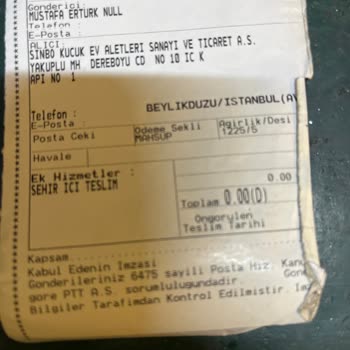 Gonderici
MUSTAFA ERTURK NULL
Telefon :
E-Posta :
ALICI:
SINBO KUCUK EV ALETLERI SANAYI VE TICARET A.S.
YAKUPLU MH. DEREBOYU CD NO 10 IC K
API NO 1
BEYLIKDUZU/ISTANBUL(AV
Telefon :
E-Posta :
Posta Ceki
Odeme Sekli
MAHSUP
Agirlik/Desi
1225/5
Havale
Ek Hizmetler :
SEHIR ICI TESLIM
0.00
Toplam 0.00(D)
Ongorulen
Teslim Tarihi
Kapsam
Kabul Edenin Imzasi
Gonderileriniz 6475 sayili Posta Hiz. Kanu
gore PTT A.S. sorumlulugundadir.
Bilgiler Tarafimdan Kontrol Edilmistir.